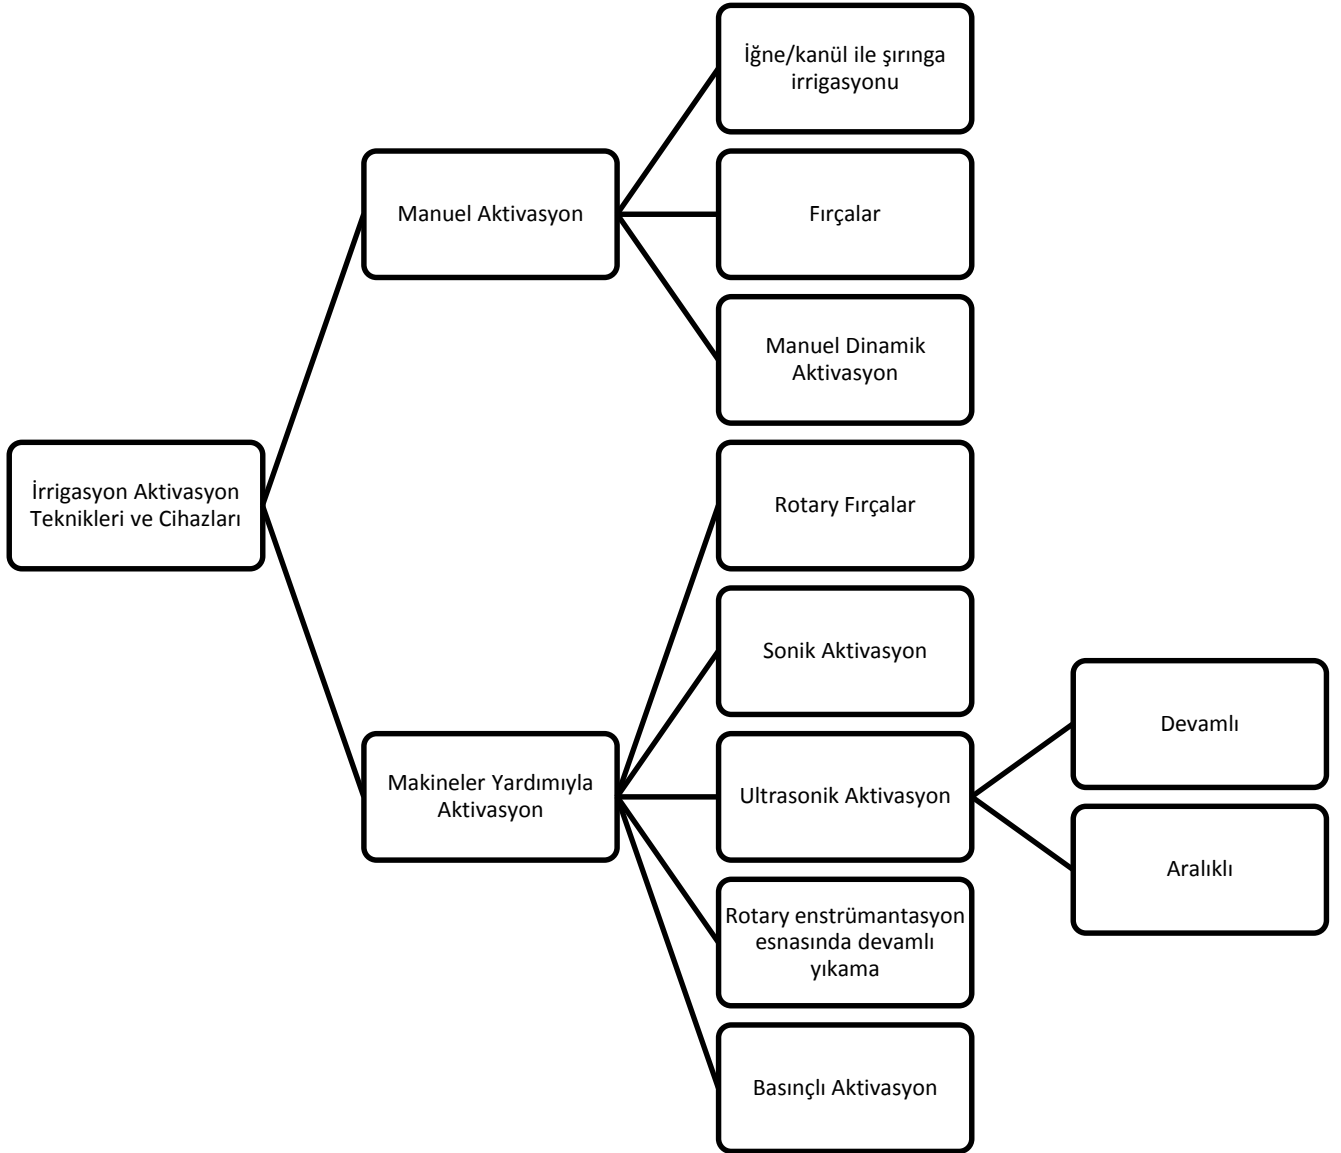 İrrigasyon Aktivasyon
Teknikleri ve Cihazları
Manuel Aktivasyon
İğne/kanül ile şırınga
irrigasyonu
Fırçalar
Manuel Dinamik
Aktivasyon
Makineler Yardımıyla
Aktivasyon
Rotary Fırçalar
Sonik Aktivasyon
Ultrasonik Aktivasyon
Devamlı
Aralıklı
Rotary enstrümantasyon
esnasında devamlı
yıkama
Basınçlı Aktivasyon